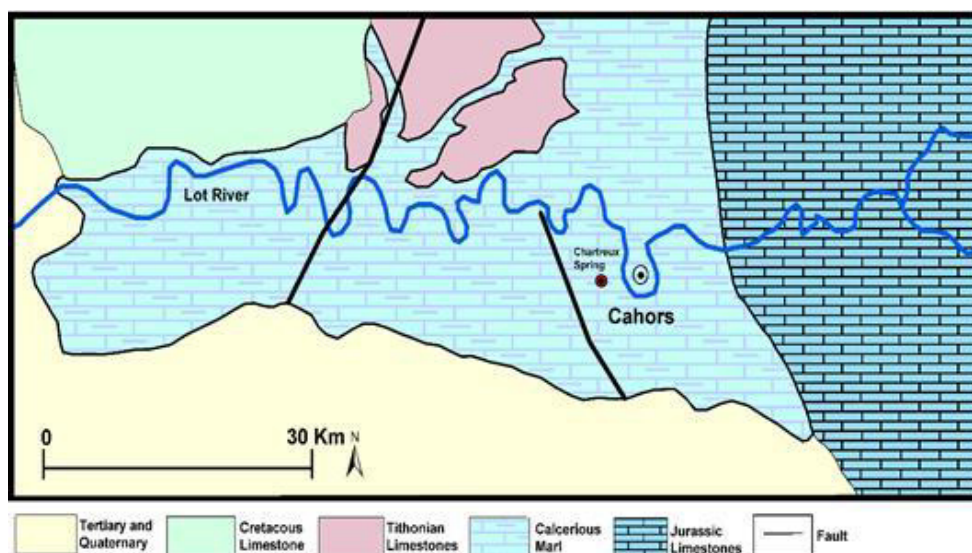 Lot River
Chartreux
Spring
Cahors
0
30 Km
N
Tertiary and
Quaternary
Cretacous
Limestone
Tithonian
Limestones
Calcerious
Marl
Jurassic
Limestones
Fault